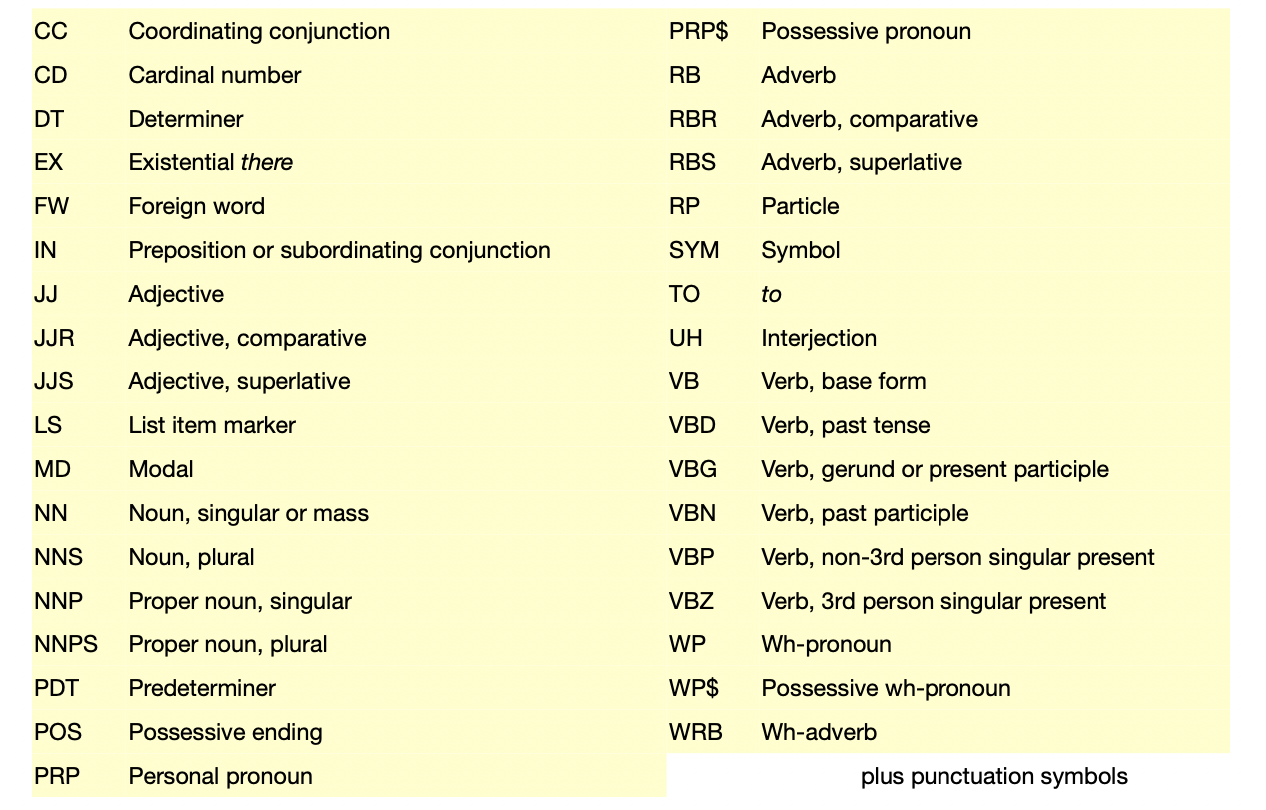 CC Coordinating conjunction
CD Cardinal number
DT Determiner
EX Existential there
FW Foreign word
IN Preposition or subordinating conjunction
JJ Adjective
JJR Adjective, comparative
JJS Adjective, superlative
LS List item marker
MD Modal
NN Noun, singular or mass
NNS Noun, plural
NNP Proper noun, singular
NNPS Proper noun, plural
PDT Predeterminer
POS Possessive ending
PRP Personal pronoun
PRP$ Possessive pronoun
RB Adverb
RBR Adverb, comparative
RBS Adverb, superlative
RP Particle
SYM Symbol
TO to
UH Interjection
VB Verb, base form
VBD Verb, past tense
VBG Verb, gerund or present participle
VBN Verb, past participle
VBP Verb, non-3rd person singular present
VBZ Verb, 3rd person singular present
WP Wh-pronoun
WP$ Possessive wh-pronoun
WRB Wh-adverb
plus punctuation symbols